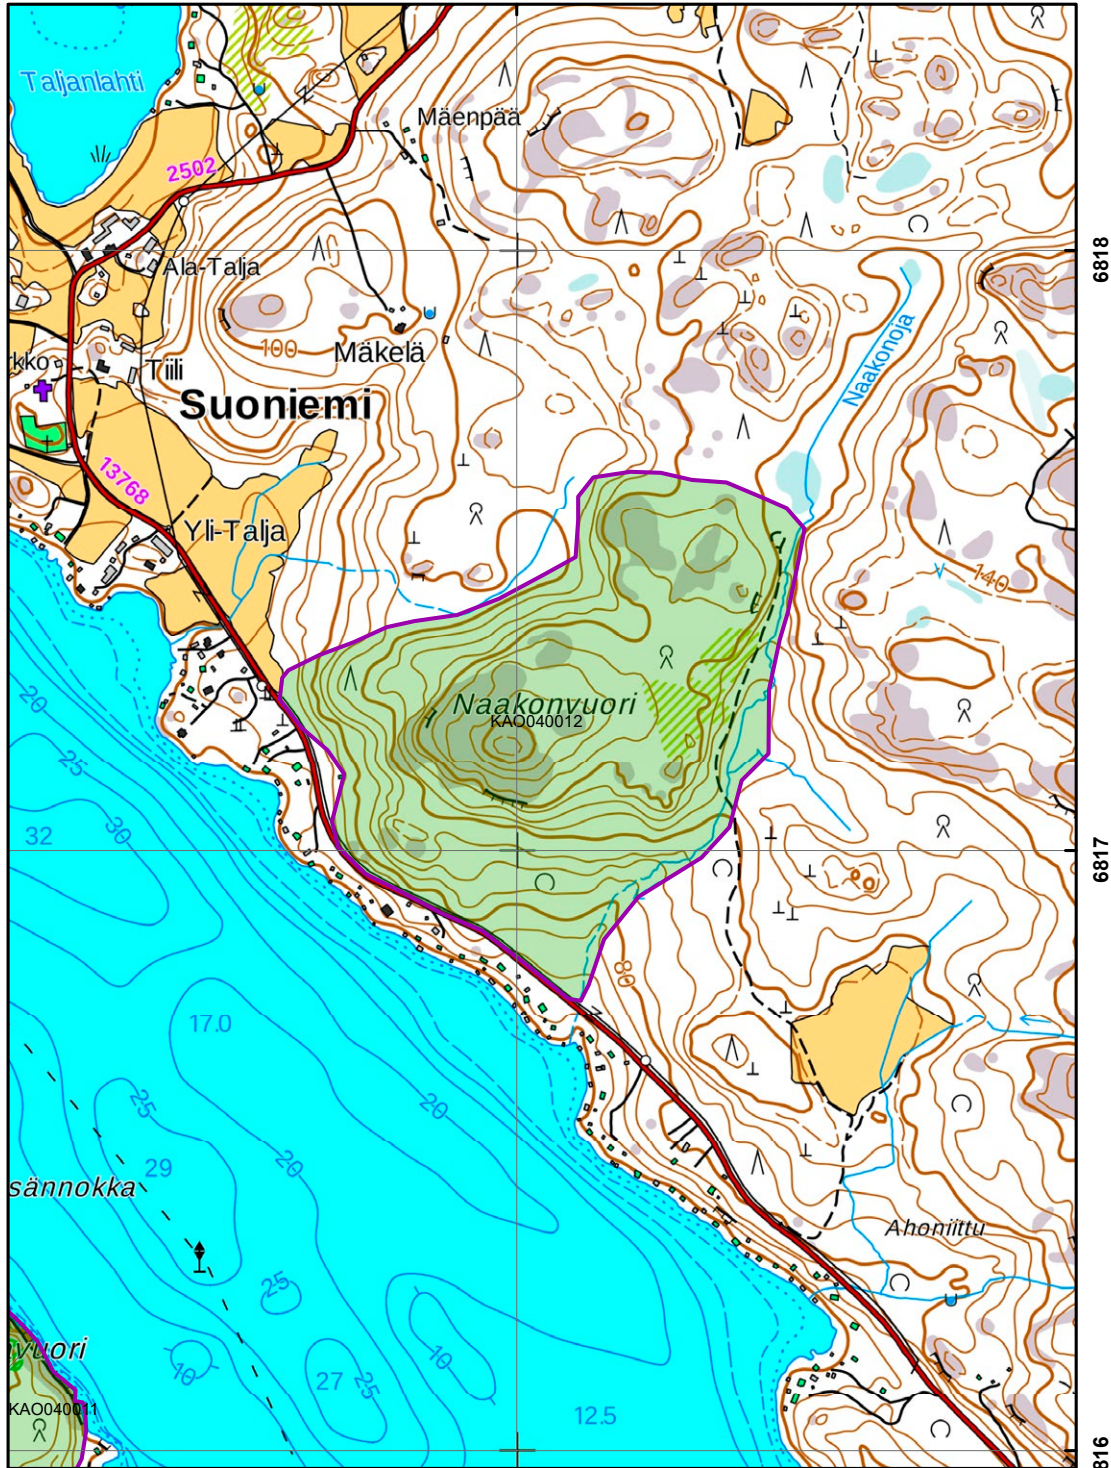 Taljanlahti
Mäenpää
2502
6818
Ala-Talja
Naakonoja
100
Mäkelä
rkko
Tiili
Suoniemi
13768
Yli-Talja
140
20
Naakonvuori
KAO040012
25
30
32
6817
80
17.0
20
25
20
29
sännokka
Ahoniittu
25
vuori
10
27
25
10
KAO040011
12.5
816